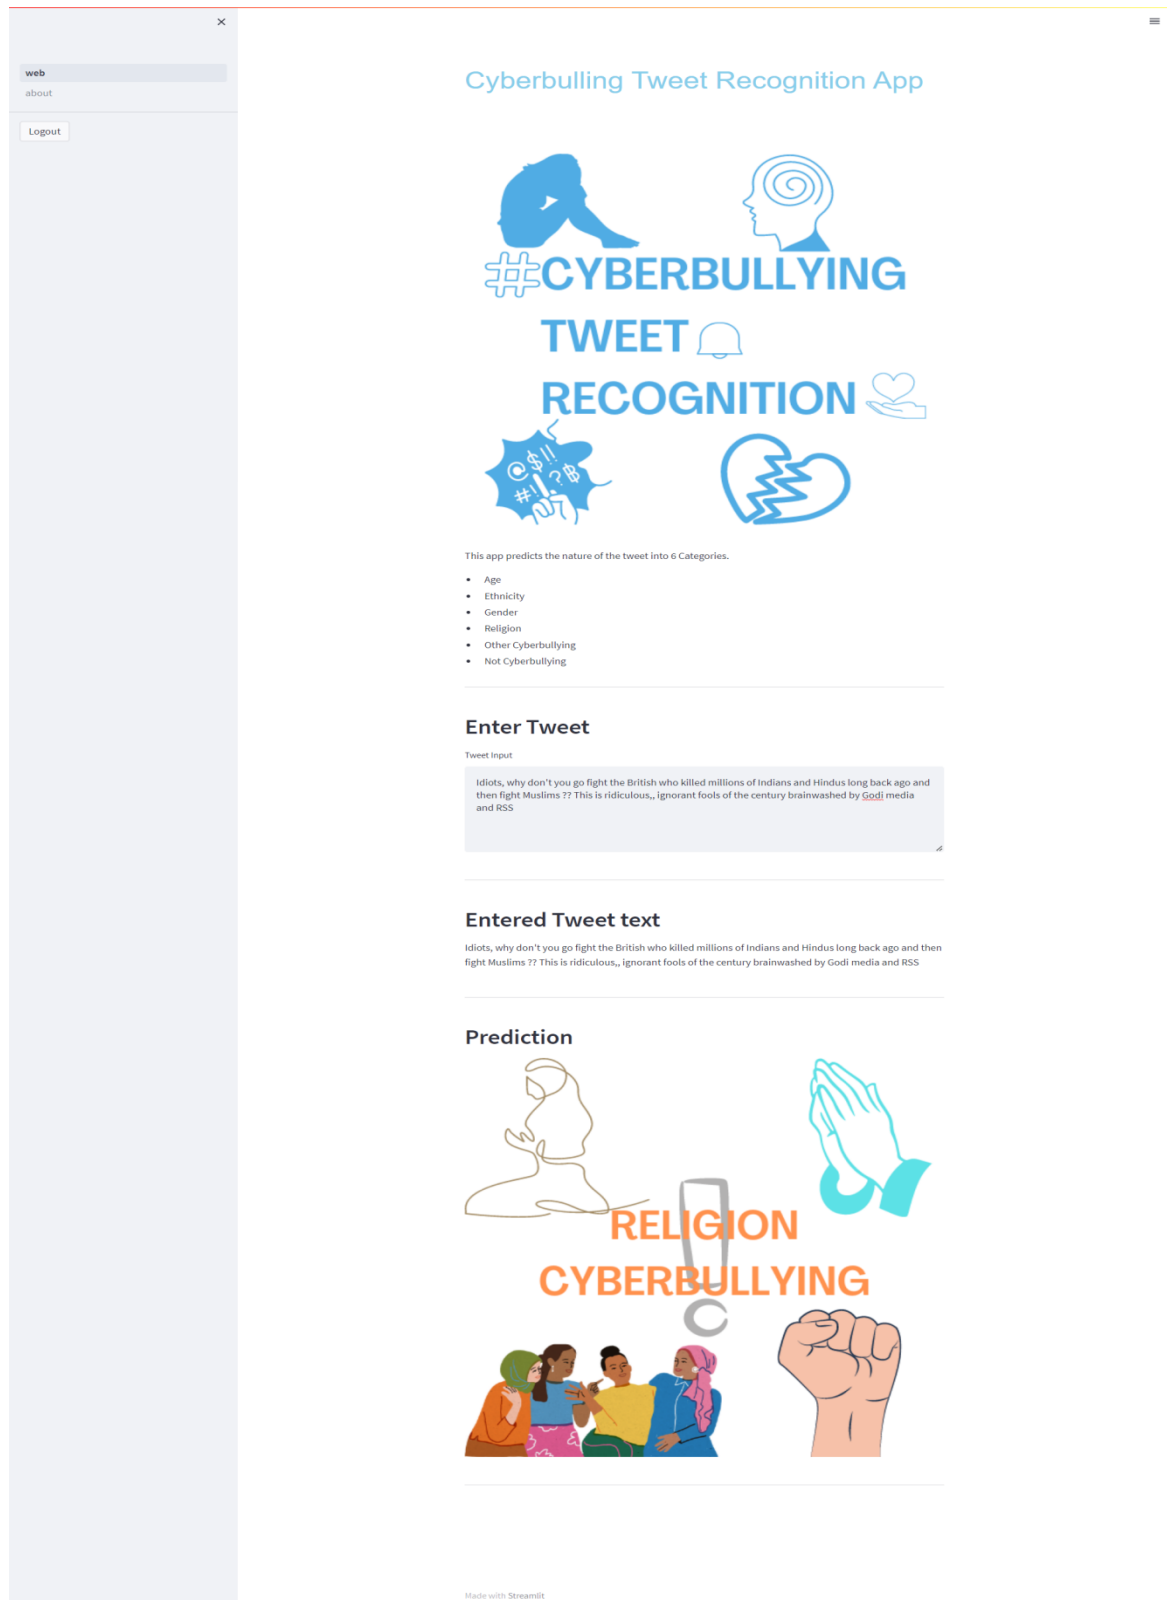 ×
web
about
Logout
Cyberbulling Tweet Recognition App
#CYBERBULLYING
TWEET
RECOGNITION
@$!!
#!?฿
This app predicts the nature of the tweet into 6 Categories.
• Age
• Ethnicity
• Gender
• Religion
• Other Cyberbullying
• Not Cyberbullying
Enter Tweet
Tweet Input
Idiots, why don't you go fight the British who killed millions of Indians and Hindus long back ago and
then fight Muslims ?? This is ridiculous,, ignorant fools of the century brainwashed by Godi media
and RSS
Entered Tweet text
Idiots, why don't you go fight the British who killed millions of Indians and Hindus long back ago and then
fight Muslims ?? This is ridiculous,, ignorant fools of the century brainwashed by Godi media and RSS
Prediction
RELIGION
CYBERBULLYING
Made with Streamlit